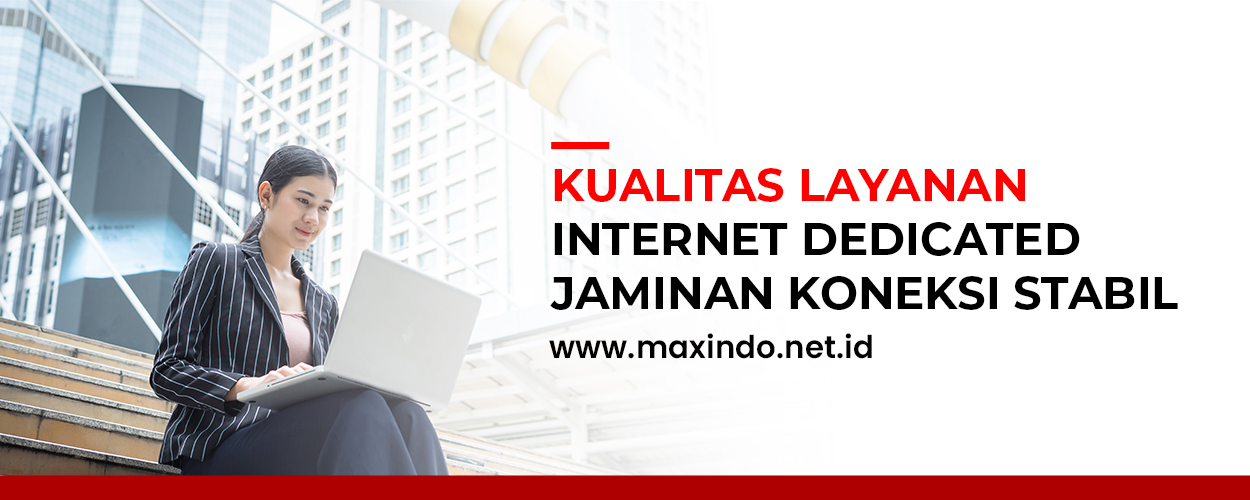 KUALITAS LAYANAN
INTERNET DEDICATED
JAMINAN KONEKSI STABIL
www.maxindo.net.id